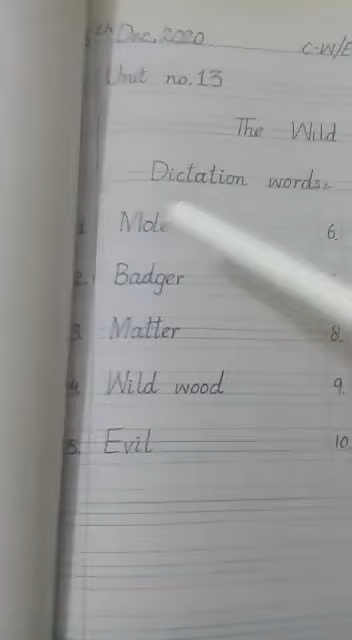 Dec, 2020
C-W/
Unit no. 13
The Wild
Dictation words:-
1. Mole 6.
2. Badger
3. Matter 8.
4. Wild wood 9.
5. Evil 10